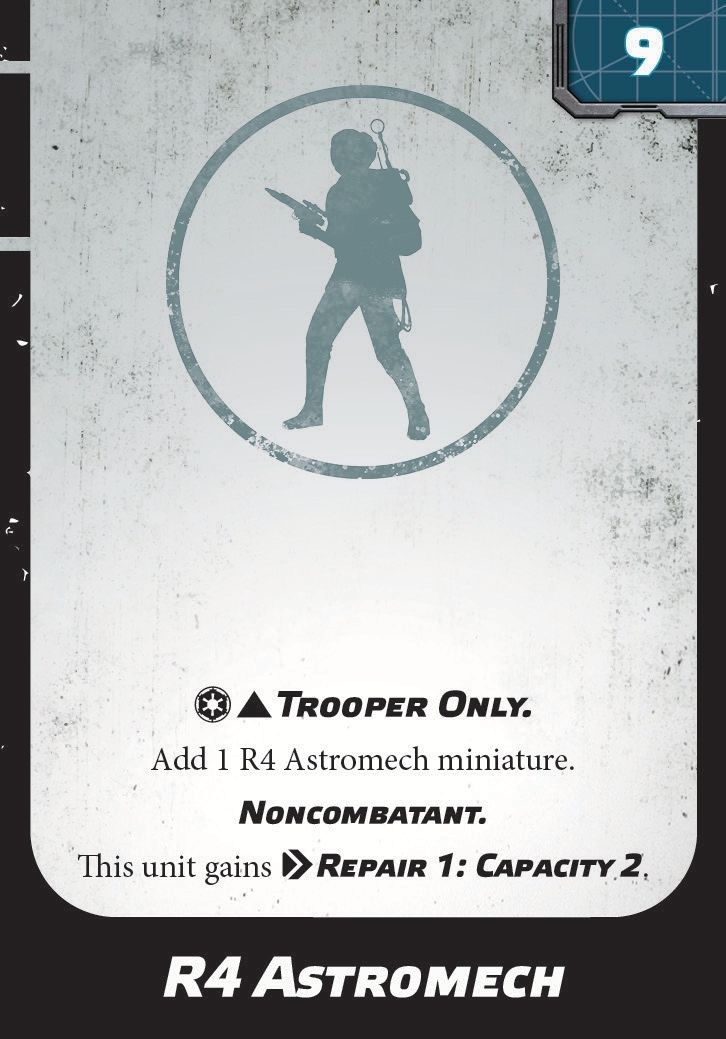 9
TROOPER ONLY.
Add 1 R4 Astromech miniature.
NONCOMBATANT.
This unit gains REPAIR 1: CAPACITY 2.
R4 ASTROMECH